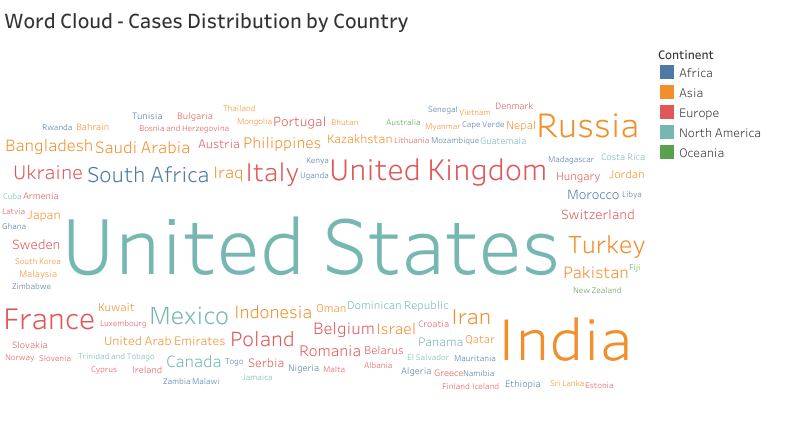 Word Cloud - Cases Distribution by Country
Continent
Africa
Asia
Europe
North America
Oceania
Thailand
Senegal Vietnam Denmark
Tunisia Bulgaria
Mongolia Portugal Bhutan Australia
Rwanda Bahrain Bosnia and Herzegovina
Myanmar Cape Verde Nepal Russia
Bangladesh Saudi Arabia Austria Philippines Kazakhstan Lithuania Mozambique Guatemala
Kenya Madagascar Costa Rica
Ukraine South Africa Iraq Italy Uganda United Kingdom Hungary Jordan
Cuba Armenia Morocco Libya
Latvia Japan Switzerland
Ghana
Sweden United States Turkey
South Korea
Malaysia Pakistan Fiji
Zimbabwe New Zealand
Kuwait Oman Dominican Republic
France Luxembourg Mexico Indonesia Iran
Belgium Israel Croatia
United Arab Emirates Poland Panama Qatar India
Slovakia Romania Belarus
Norway Slovenia Trinidad and Tobago El Salvador Mauritania
Canada Togo Serbia Albania
Cyprus Ireland Nigeria Malta Algeria Greece Namibia
Zambia Malawi Jamaica
Finland Iceland Ethiopia Sri Lanka Estonia